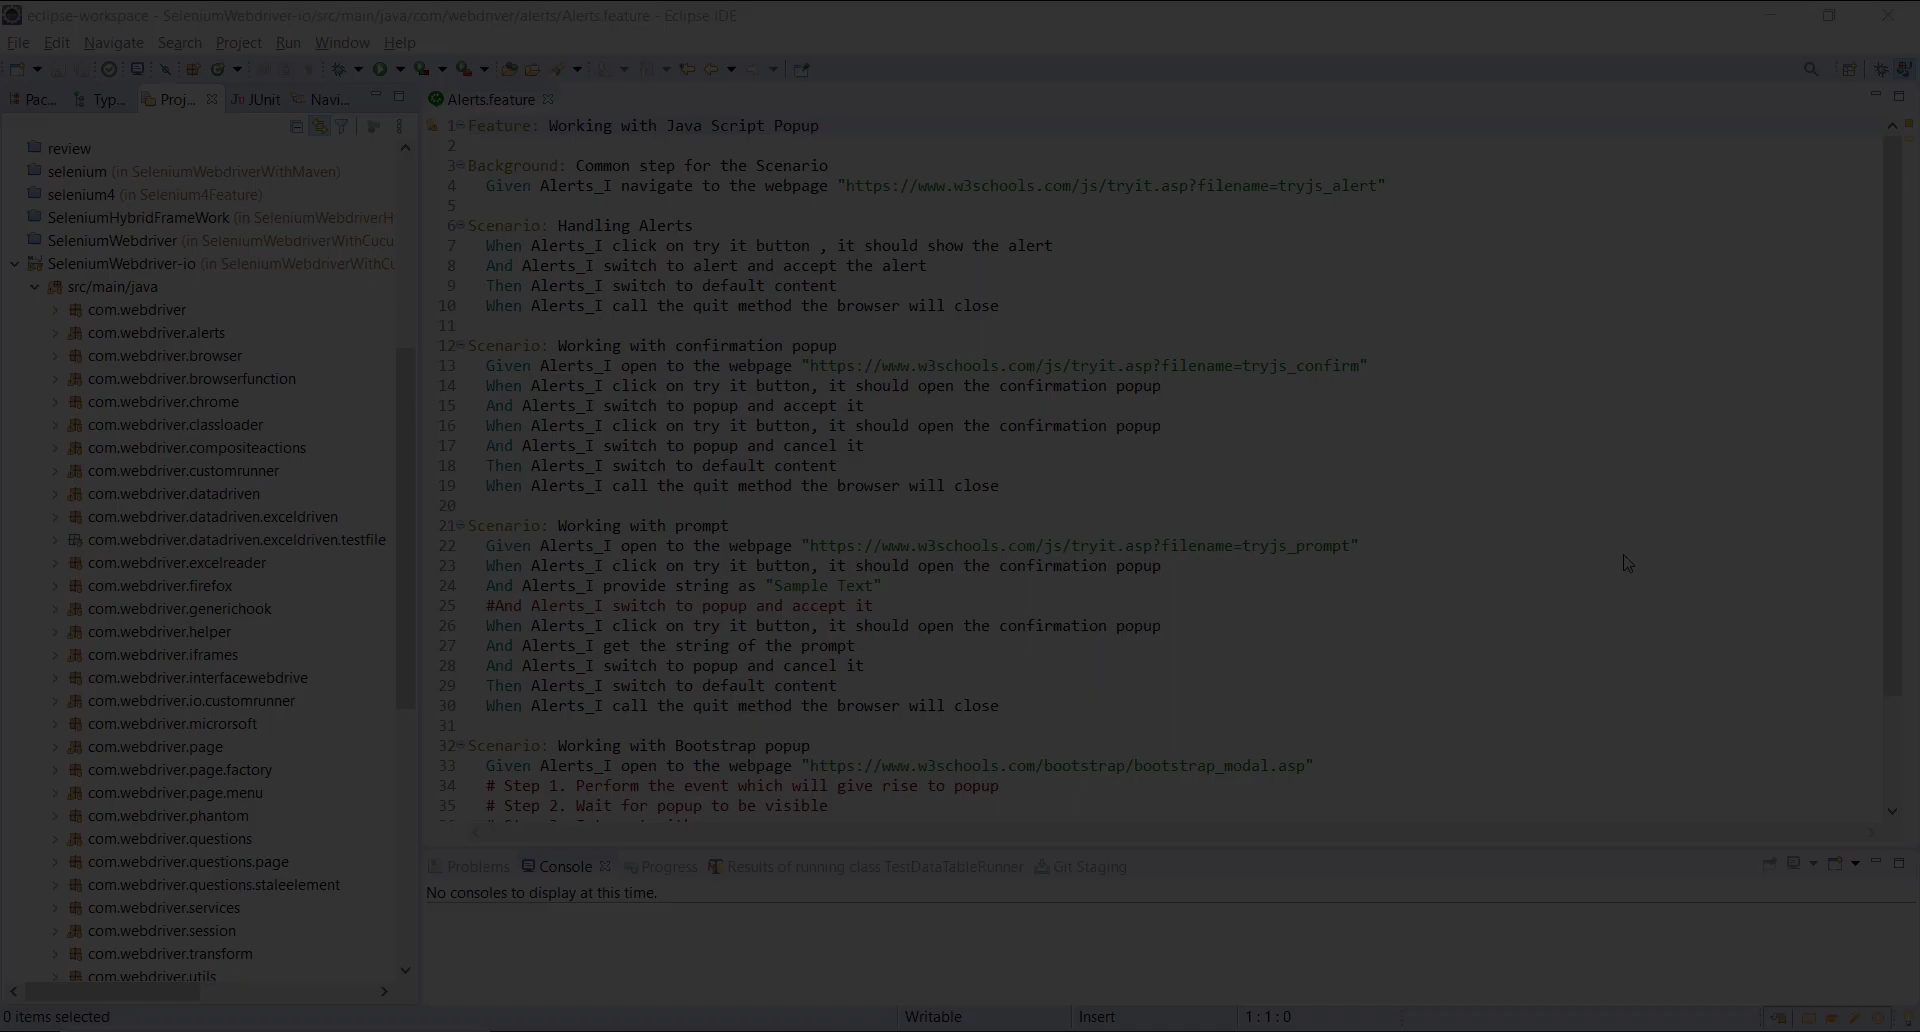 eclipse-workspace - SeleniumWebdriver-io/src/main/java/com/webdriver/alerts/Alerts.feature - Eclipse IDE
File Edit Navigate Search Project Run Window Help
Pac... Typ... Proj... JUnit Navi...
review
selenium (in SeleniumWebdriverWithMaven)
selenium4 (in Selenium4Feature)
SeleniumHybridFrameWork (in SeleniumWebdriverH
SeleniumWebdriver (in SeleniumWebdriverWithCucu
SeleniumWebdriver-io (in SeleniumWebdriverWithCu
src/main/java
com.webdriver
com.webdriver.alerts
com.webdriver.browser
com.webdriver.browserfunction
com.webdriver.chrome
com.webdriver.classloader
com.webdriver.compositeactions
com.webdriver.customrunner
com.webdriver.datadriven
com.webdriver.datadriven.exceldriven
com.webdriver.datadriven.exceldriven.testfile
com.webdriver.excelreader
com.webdriver.firefox
com.webdriver.generichook
com.webdriver.helper
com.webdriver.iframes
com.webdriver.interfacewebdrive
com.webdriver.io.customrunner
com.webdriver.microrsoft
com.webdriver.page
com.webdriver.page.factory
com.webdriver.page.menu
com.webdriver.phantom
com.webdriver.questions
com.webdriver.questions.page
com.webdriver.questions.staleelement
com.webdriver.services
com.webdriver.session
com.webdriver.transform
com.webdriver.utils
0 items selected
Alerts.feature
1 Feature: Working with Java Script Popup
2
3 Background: Common step for the Scenario
4 Given Alerts_I navigate to the webpage "https://www.w3schools.com/js/tryit.asp?filename=tryjs_alert"
5
6 Scenario: Handling Alerts
7 When Alerts_I click on try it button , it should show the alert
8 And Alerts_I switch to alert and accept the alert
9 Then Alerts_I switch to default content
10 When Alerts_I call the quit method the browser will close
11
12 Scenario: Working with confirmation popup
13 Given Alerts_I open to the webpage "https://www.w3schools.com/js/tryit.asp?filename=tryjs_confirm"
14 When Alerts_I click on try it button, it should open the confirmation popup
15 And Alerts_I switch to popup and accept it
16 When Alerts_I click on try it button, it should open the confirmation popup
17 And Alerts_I switch to popup and cancel it
18 Then Alerts_I switch to default content
19 When Alerts_I call the quit method the browser will close
20
21 Scenario: Working with prompt
22 Given Alerts_I open to the webpage "https://www.w3schools.com/js/tryit.asp?filename=tryjs_prompt"
23 When Alerts_I click on try it button, it should open the confirmation popup
24 And Alerts_I provide string as "Sample Text"
25 #And Alerts_I switch to popup and accept it
26 When Alerts_I click on try it button, it should open the confirmation popup
27 And Alerts_I get the string of the prompt
28 And Alerts_I switch to popup and cancel it
29 Then Alerts_I switch to default content
30 When Alerts_I call the quit method the browser will close
31
32 Scenario: Working with Bootstrap popup
33 Given Alerts_I open to the webpage "https://www.w3schools.com/bootstrap/bootstrap_modal.asp"
34 # Step 1. Perform the event which will give rise to popup
35 # Step 2. Wait for popup to be visible
Problems Console Progress Results of running class TestDataTableRunner Git Staging
No consoles to display at this time.
Writable Insert 1 : 1 : 0